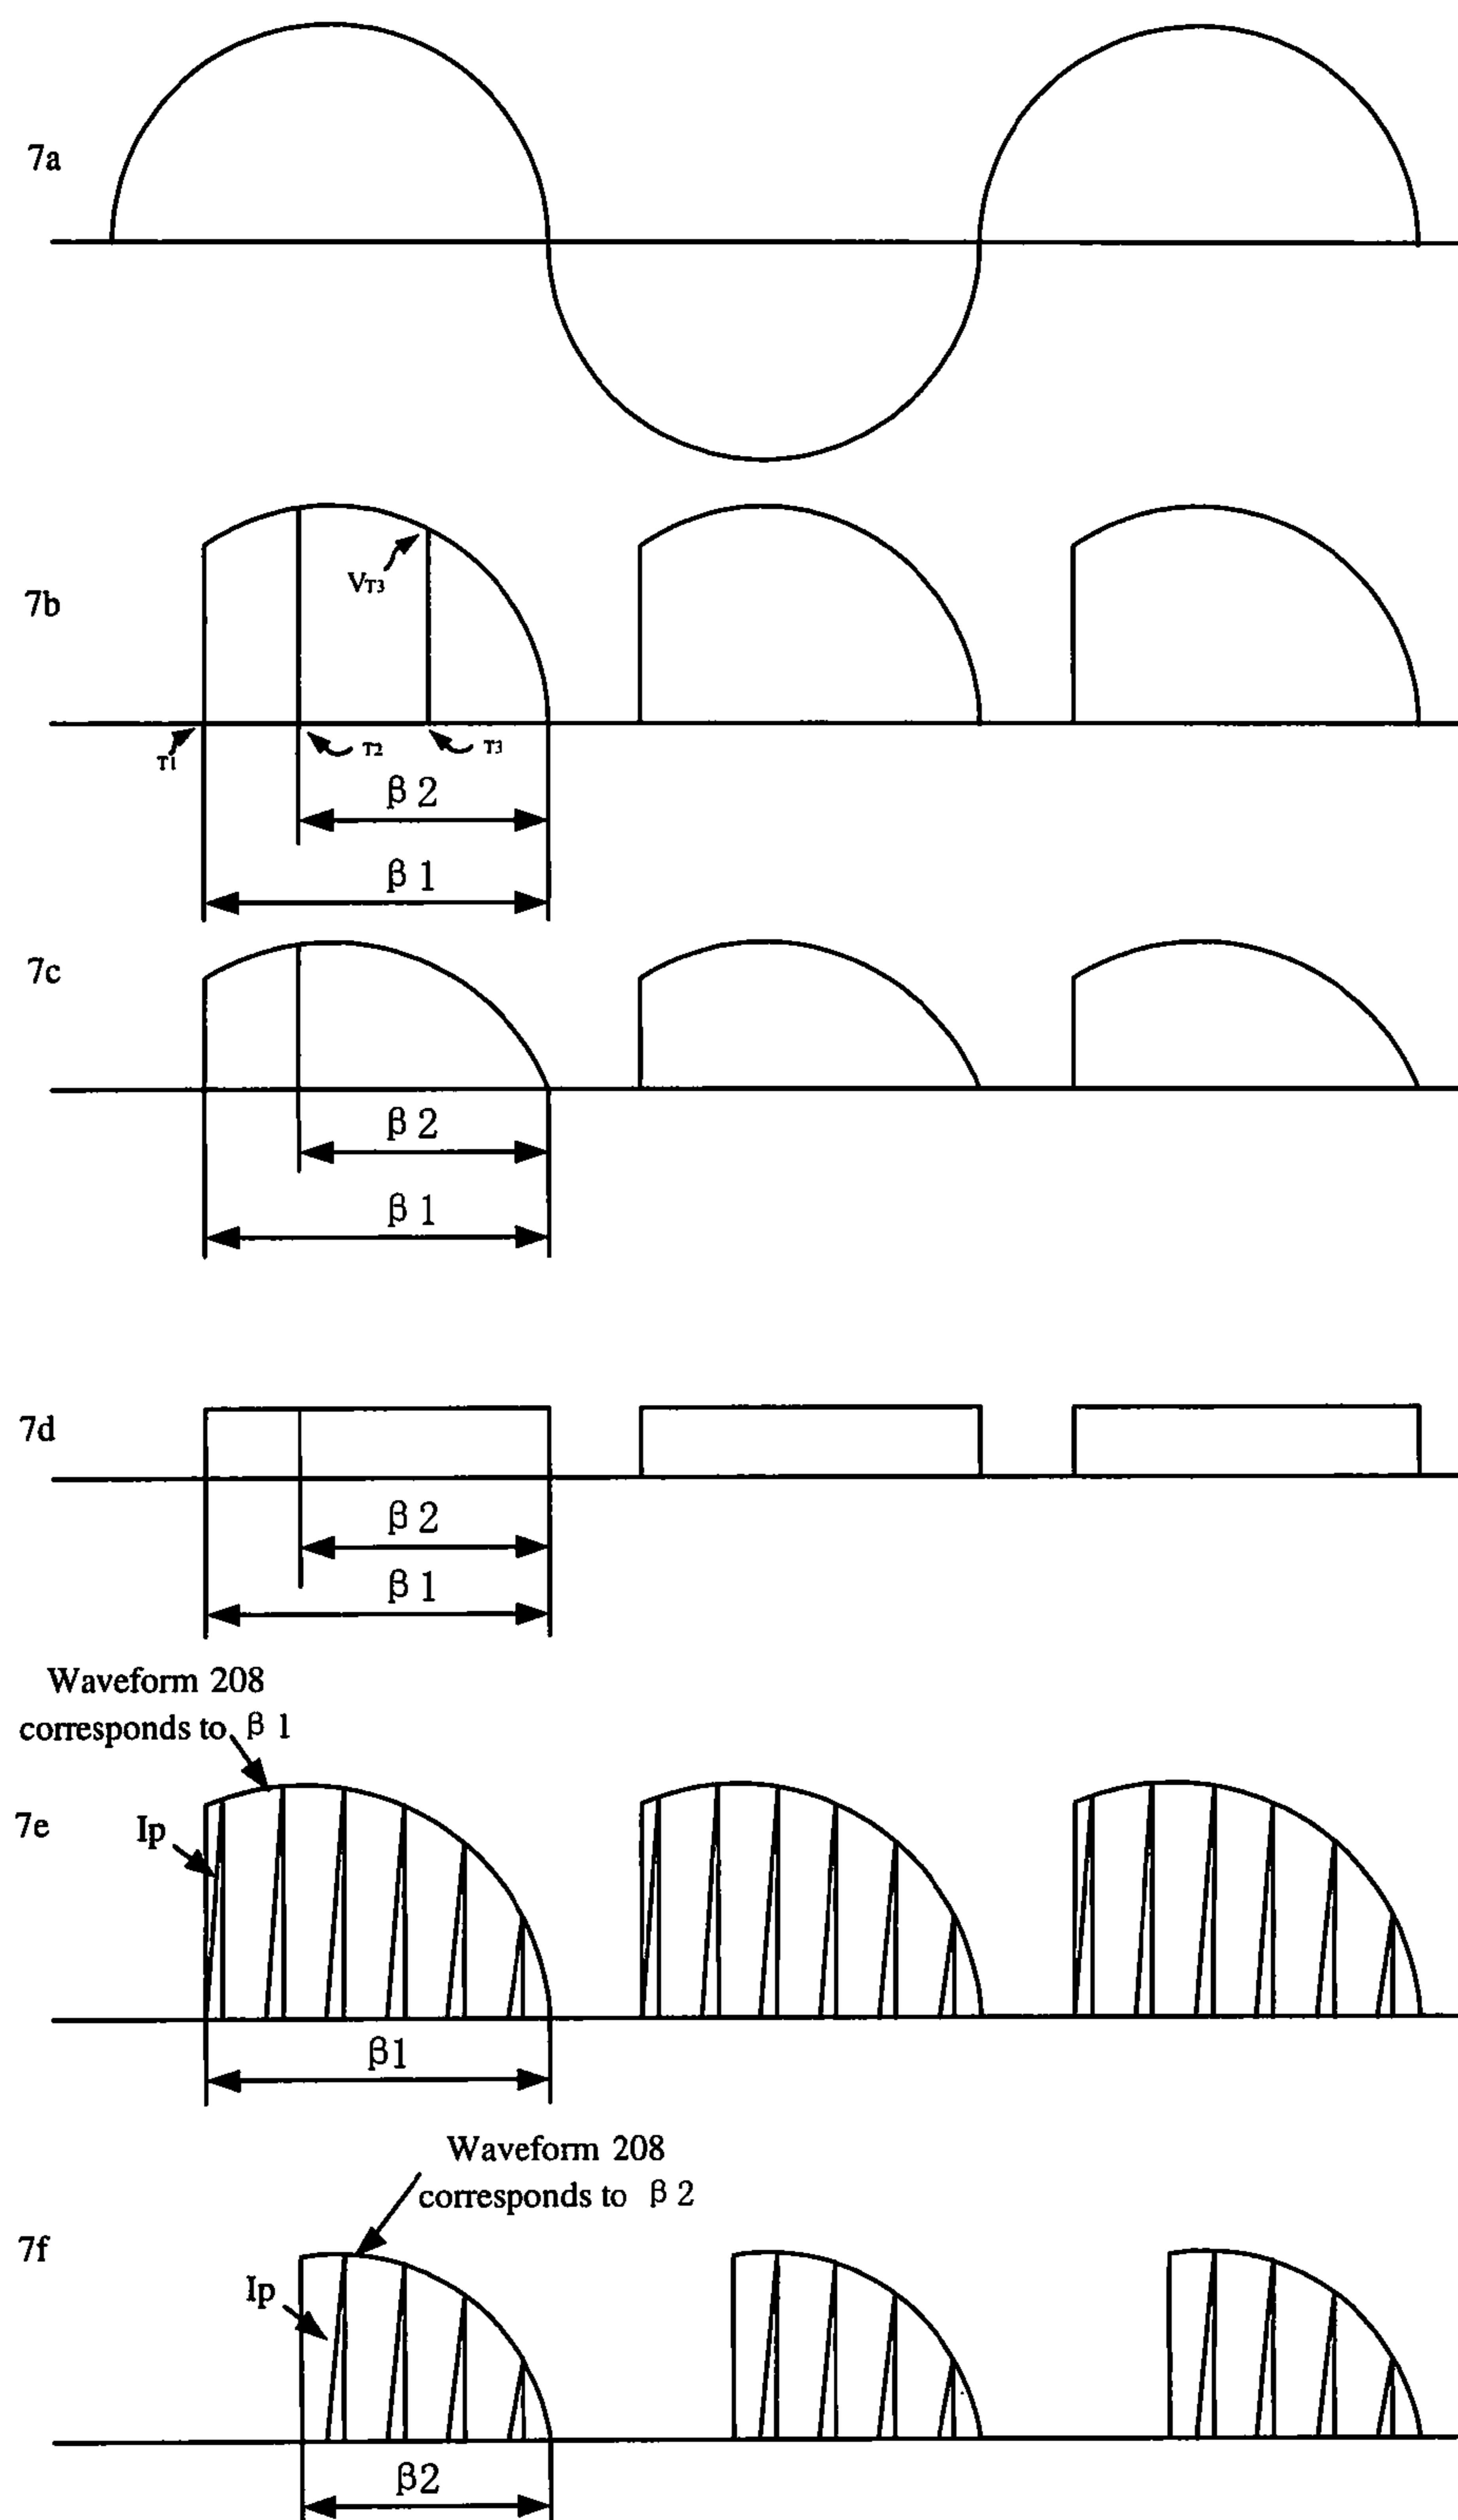 7a
7b
VT3
T1
T2
T3
β 2
β 1
7c
β 2
β 1
7d
β 2
β 1
Waveform 208
corresponds to β 1
7e
Ip
β1
Waveform 208
corresponds to β 2
7f
Ip
β2